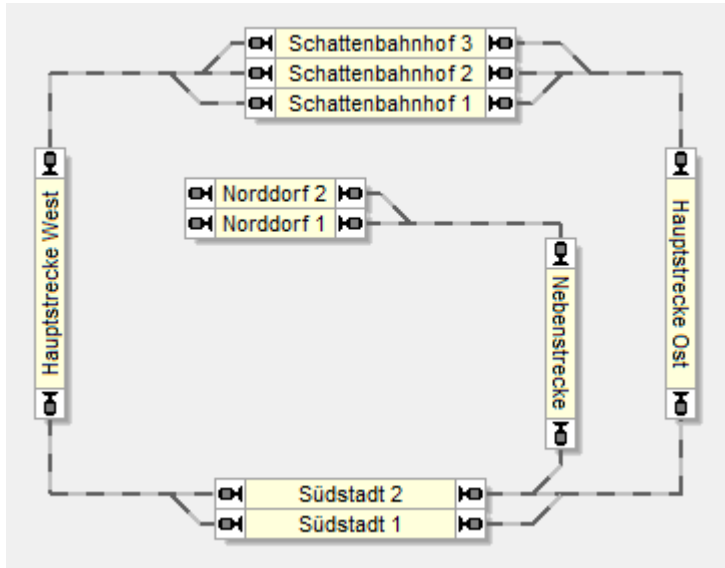 Schattenbahnhof 3
Schattenbahnhof 2
Schattenbahnhof 1
Hauptstrecke West
Norddorf 2
Norddorf 1
Nebenstrecke
Hauptstrecke Ost
Südstadt 2
Südstadt 1